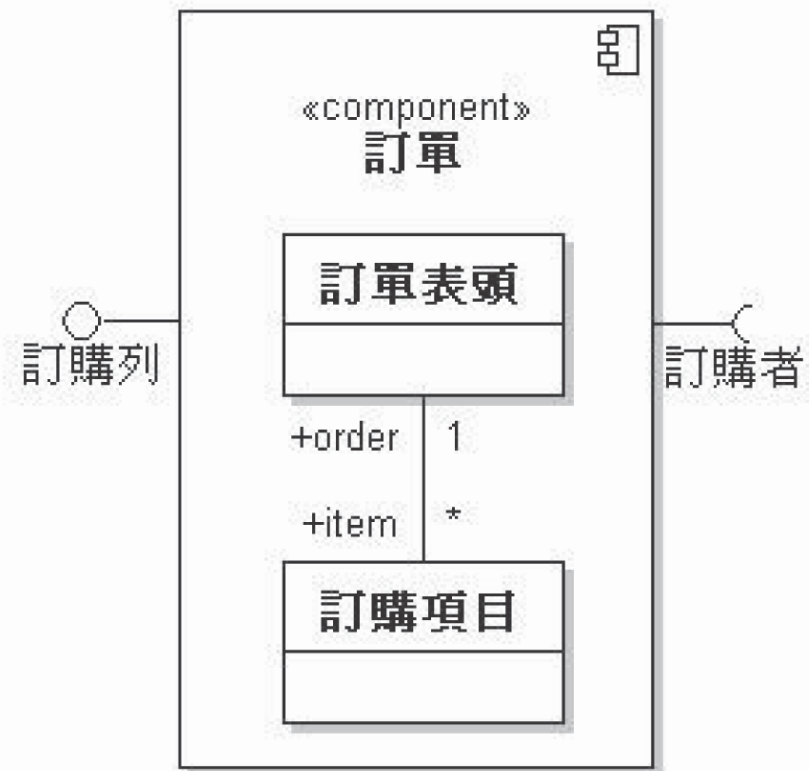 «component»
訂單
訂單表頭
訂購列
訂購者
+order 1
+item *
訂購項目